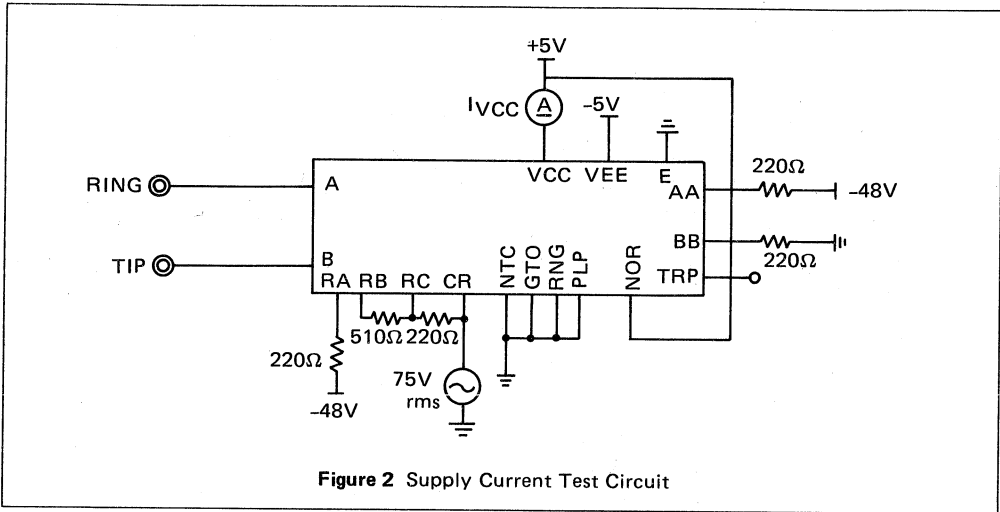 +5V
IVCC A -5V
VCC VEE E
RING A
220Ω
AA -48V
BB
220Ω
TIP B
NTC GTO RNG PLP NOR TRP
RA RB RC CR
510Ω 220Ω
220Ω
75V
rms
-48V
Figure 2 Supply Current Test Circuit